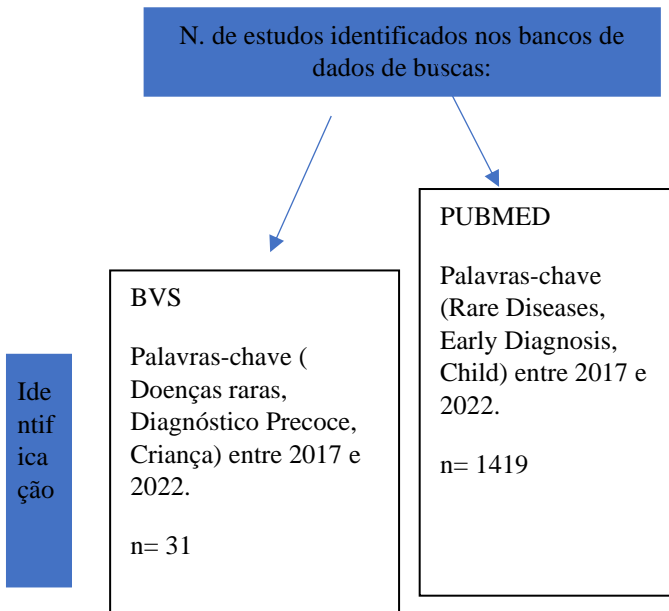 N. de estudos identificados nos bancos de
dados de buscas:
PUBMED
Palavras-chave
(Rare Diseases,
Early Diagnosis,
Child) entre 2017 e
2022.
n= 1419
BVS
Palavras-chave (
Doenças raras,
Diagnóstico Precoce,
Criança) entre 2017 e
2022.
n= 31
Ide
ntif
ica
ção